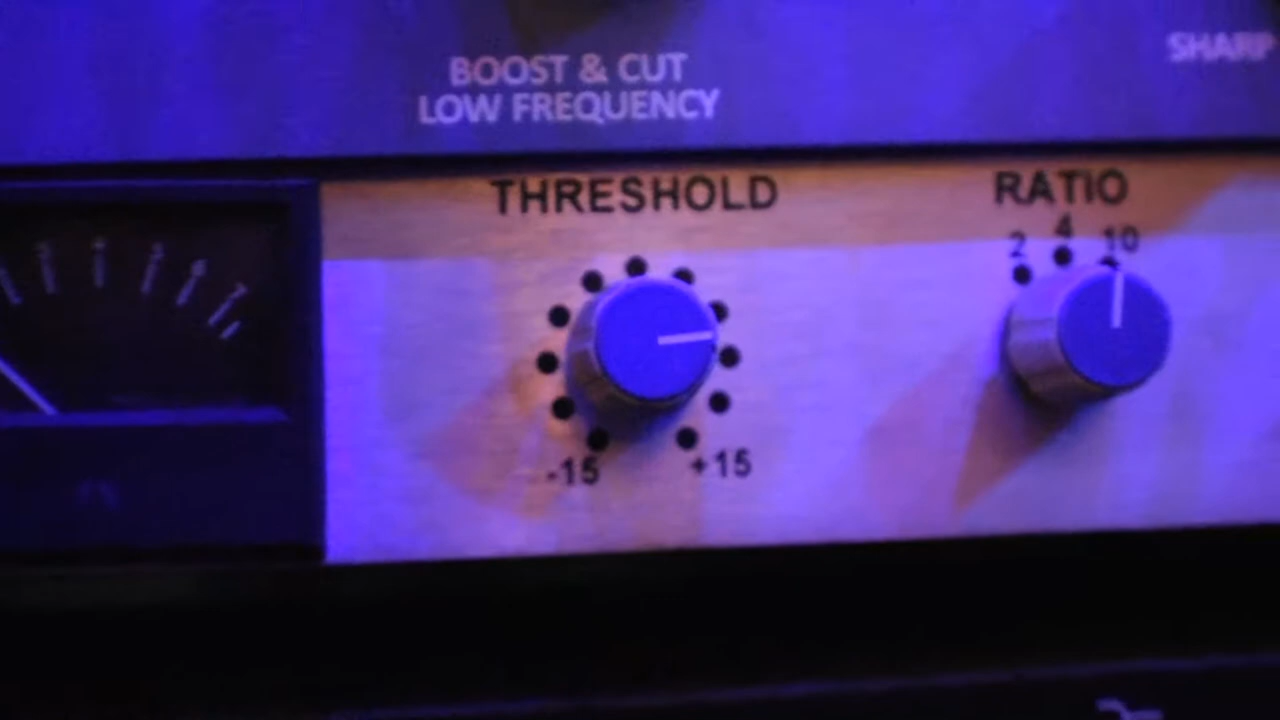 BOOST & CUT
LOW FREQUENCY
SHARP
THRESHOLD
RATIO
2 4 10
-15 +15